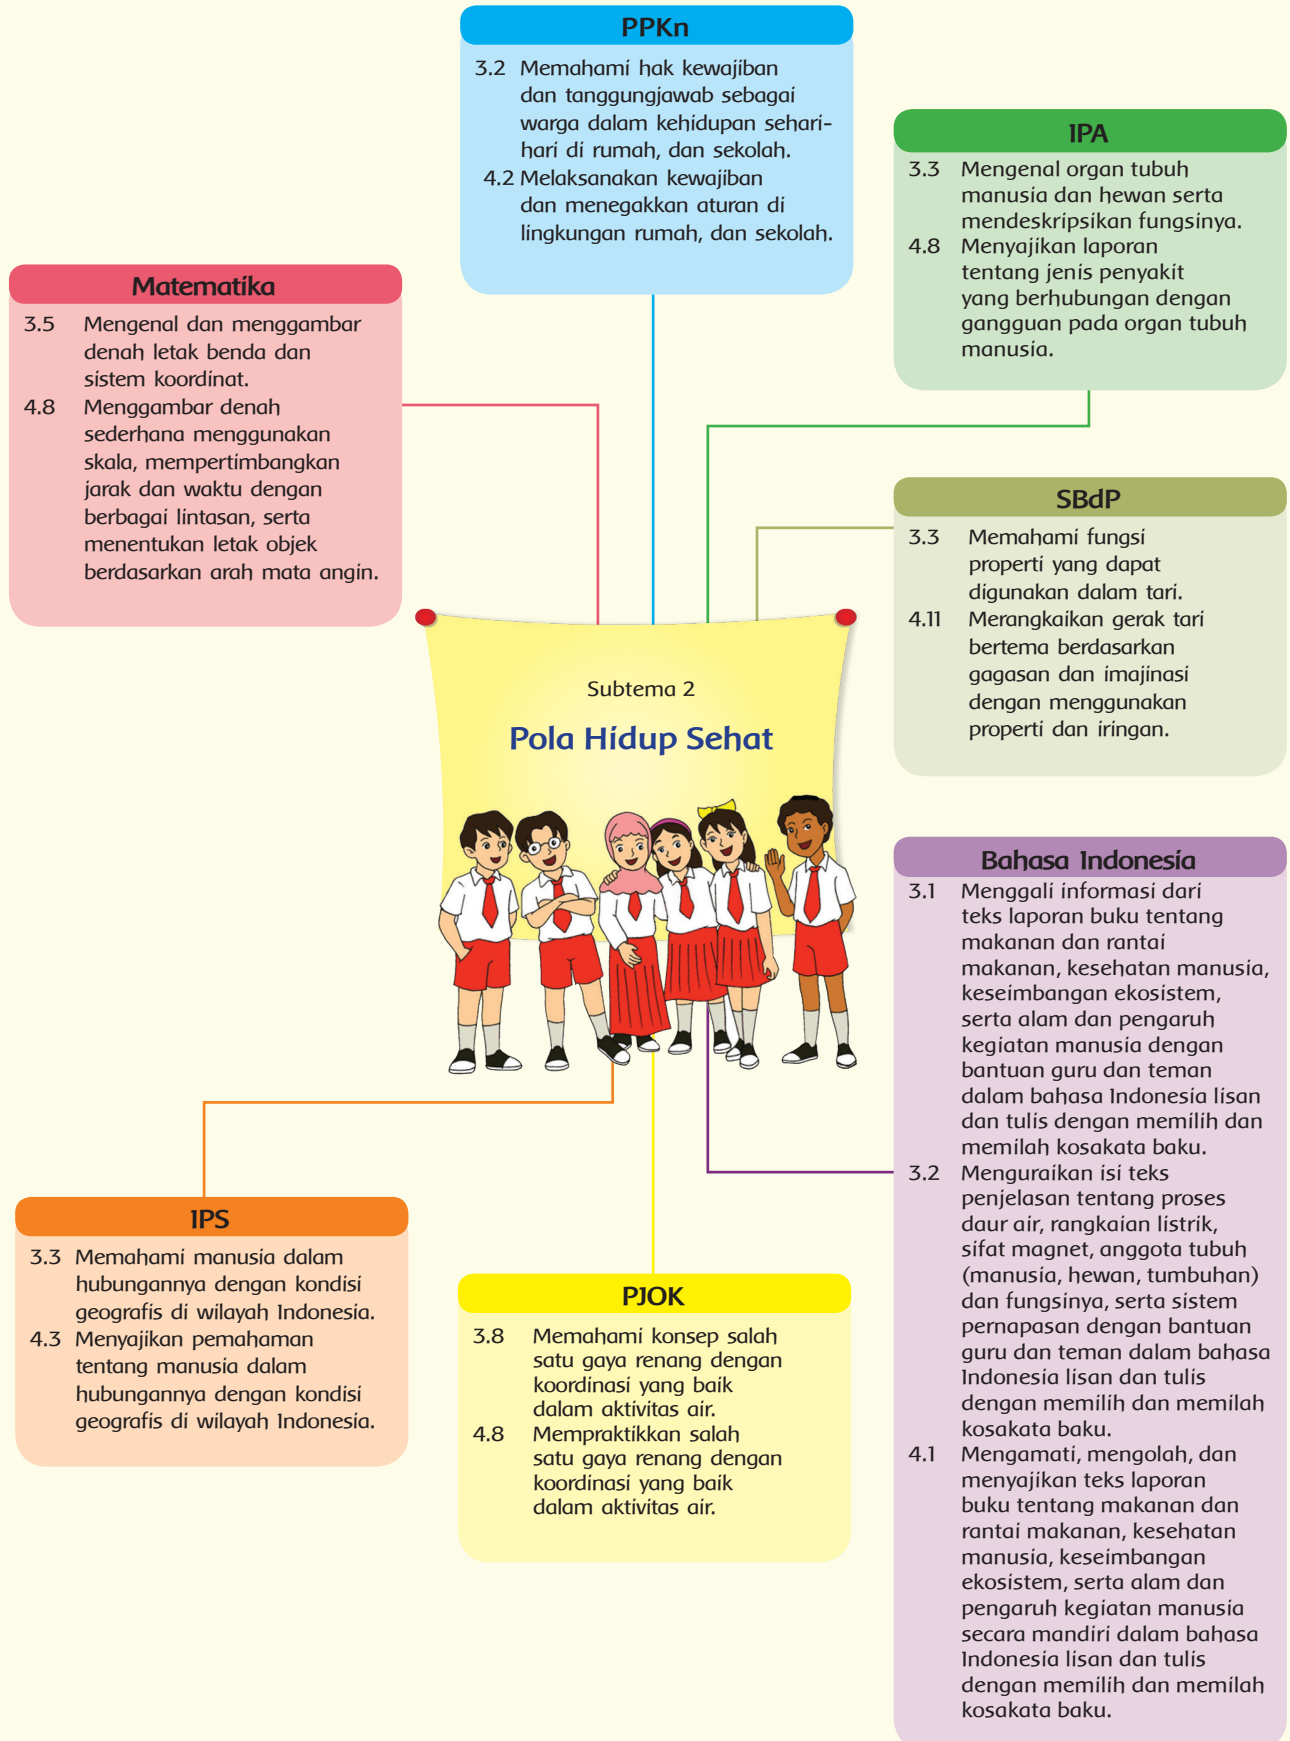 PPKn
3.2 Memahami hak kewajiban
dan tanggungjawab sebagai
warga dalam kehidupan sehari-
hari di rumah, dan sekolah.
4.2 Melaksanakan kewajiban
dan menegakkan aturan di
lingkungan rumah, dan sekolah.
IPA
3.3 Mengenal organ tubuh
manusia dan hewan serta
mendeskripsikan fungsinya.
4.8 Menyajikan laporan
tentang jenis penyakit
yang berhubungan dengan
gangguan pada organ tubuh
manusia.
Matematika
3.5 Mengenal dan menggambar
denah letak benda dan
sistem koordinat.
4.8 Menggambar denah
sederhana menggunakan
skala, mempertimbangkan
jarak dan waktu dengan
berbagai lintasan, serta
menentukan letak objek
berdasarkan arah mata angin.
SBdP
3.3 Memahami fungsi
properti yang dapat
digunakan dalam tari.
4.11 Merangkaikan gerak tari
bertema berdasarkan
gagasan dan imajinasi
dengan menggunakan
properti dan iringan.
Subtema 2
Pola Hidup Sehat
Bahasa Indonesia
3.1 Menggali informasi dari
teks laporan buku tentang
makanan dan rantai
makanan, kesehatan manusia,
keseimbangan ekosistem,
serta alam dan pengaruh
kegiatan manusia dengan
bantuan guru dan teman
dalam bahasa Indonesia lisan
dan tulis dengan memilih dan
memilah kosakata baku.
3.2 Menguraikan isi teks
penjelasan tentang proses
daur air, rangkaian listrik,
sifat magnet, anggota tubuh
(manusia, hewan, tumbuhan)
dan fungsinya, serta sistem
pernapasan dengan bantuan
guru dan teman dalam bahasa
Indonesia lisan dan tulis
dengan memilih dan memilah
kosakata baku.
4.1 Mengamati, mengolah, dan
menyajikan teks laporan
buku tentang makanan dan
rantai makanan, kesehatan
manusia, keseimbangan
ekosistem, serta alam dan
pengaruh kegiatan manusia
secara mandiri dalam bahasa
Indonesia lisan dan tulis
dengan memilih dan memilah
kosakata baku.
IPS
3.3 Memahami manusia dalam
hubungannya dengan kondisi
geografis di wilayah Indonesia.
4.3 Menyajikan pemahaman
tentang manusia dalam
hubungannya dengan kondisi
geografis di wilayah Indonesia.
PJOK
3.8 Memahami konsep salah
satu gaya renang dengan
koordinasi yang baik
dalam aktivitas air.
4.8 Mempraktikkan salah
satu gaya renang dengan
koordinasi yang baik
dalam aktivitas air.